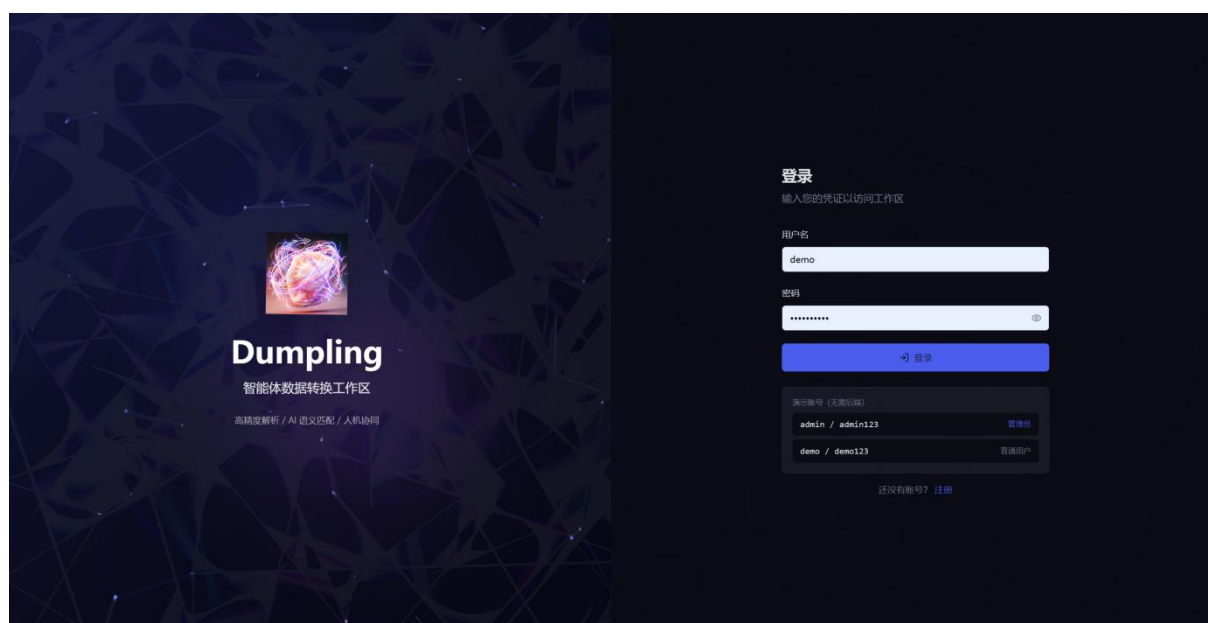 Dumpling
智能体数据转换工作区
高精度解析 / AI 语义匹配 / 人机协同
登录
输入您的凭证以访问工作区
用户名
demo
密码
••••••••••
登录
演示账号（无需后端）
admin / admin123 管理员
demo / demo123 普通用户
还没有账号？ 注册